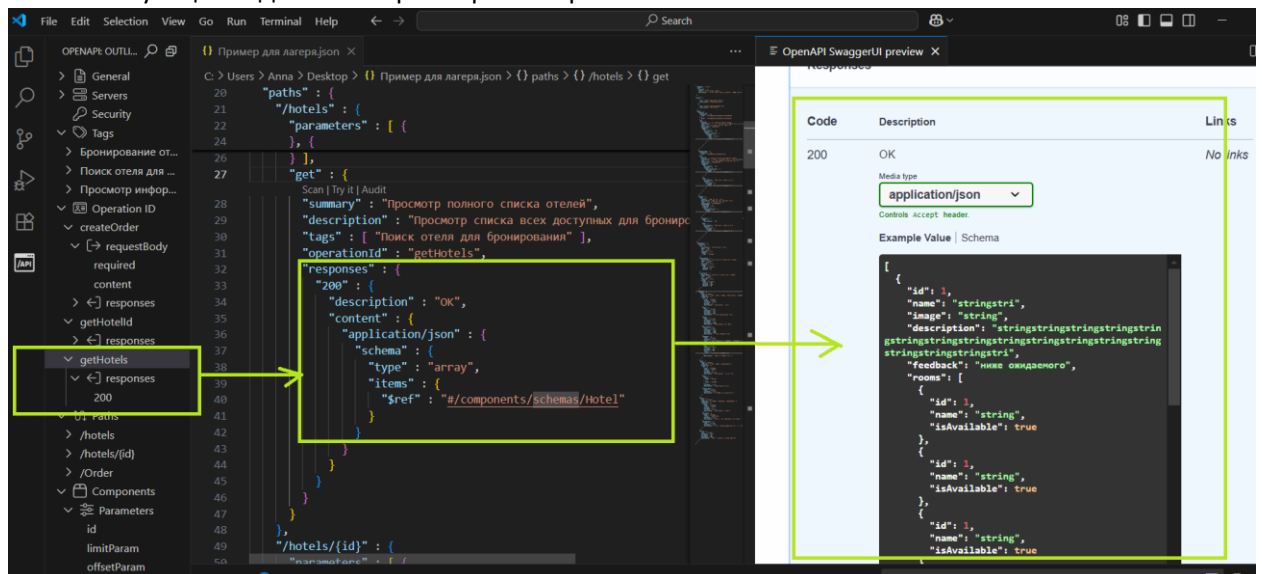 File Edit Selection View Go Run Terminal Help
Search
OPENAPI: OUTLI...
General
Servers
Security
Tags
Бронирование от...
Поиск отеля для ...
Просмотр инфор...
Operation ID
createOrder
requestBody
required
content
responses
getHotelId
responses
getHotels
responses
200
Paths
/hotels
/hotels/{id}
/Order
Components
Parameters
id
limitParam
offsetParam
{} Пример для лагеря.json
C: > Users > Anna > Desktop > {} Пример для лагеря.json > {} paths > {} /hotels > {} get
20 "paths" : {
21 "/hotels" : {
22 "parameters" : [ {
24 }, {
26 } ],
27 "get" : {
Scan | Try it | Audit
28 "summary" : "Просмотр полного списка отелей",
29 "description" : "Просмотр списка всех доступных для брониро
30 "tags" : [ "Поиск отеля для бронирования" ],
31 "operationId" : "getHotels",
32 "responses" : {
33 "200" : {
34 "description" : "OK",
35 "content" : {
36 "application/json" : {
37 "schema" : {
38 "type" : "array",
39 "items" : {
40 "$ref" : "#/components/schemas/Hotel"
41 }
42 }
43 }
44 }
45 }
46 }
47 }
48 },
49 "/hotels/{id}" : {
50 "parameters" : [ {
OpenAPI SwaggerUI preview
Responses
Code Description Links
200 OK No links
Media type
application/json
Controls Accept header.
Example Value | Schema
[
{
"id": 1,
"name": "stringstri",
"image": "string",
"description": "stringstringstringstringstrin
gstringstringstringstringstringstringstringstring
stringstringstringstri",
"feedback": "ниже ожидаемого",
"rooms": [
{
"id": 1,
"name": "string",
"isAvailable": true
},
{
"id": 1,
"name": "string",
"isAvailable": true
},
{
"id": 1,
"name": "string",
"isAvailable": true